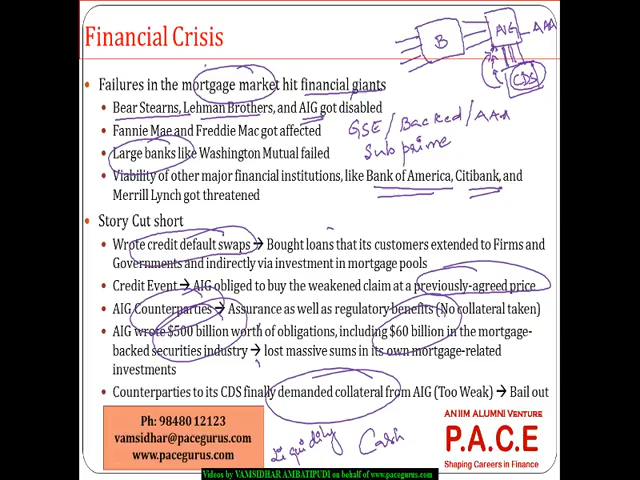 Financial Crisis
B
AIG
AAA
CDS
• Failures in the mortgage market hit financial giants
• Bear Stearns, Lehman Brothers, and AIG got disabled
• Fannie Mae and Freddie Mac got affected
GSE / Backed / AAA
Sub prime
• Large banks like Washington Mutual failed
• Viability of other major financial institutions, like Bank of America, Citibank, and
Merrill Lynch got threatened
• Story Cut short
• Wrote credit default swaps → Bought loans that its customers extended to Firms and
Governments and indirectly via investment in mortgage pools
• Credit Event → AIG obliged to buy the weakened claim at a previously-agreed price
• AIG Counterparties → Assurance as well as regulatory benefits (No collateral taken)
• AIG wrote $500 billion worth of obligations, including $60 billion in the mortgage-
backed securities industry → lost massive sums in its own mortgage-related
investments
• Counterparties to its CDS finally demanded collateral from AIG (Too Weak) → Bail out
Ph: 98480 12123
vamsidhar@pacegurus.com
www.pacegurus.com
Liquidity Cash
AN IIM ALUMNI VENTURE
P.A.C.E
Shaping Careers in Finance
Videos by VAMSIDHAR AMBATIPUDI on behalf of www.pacegurus.com